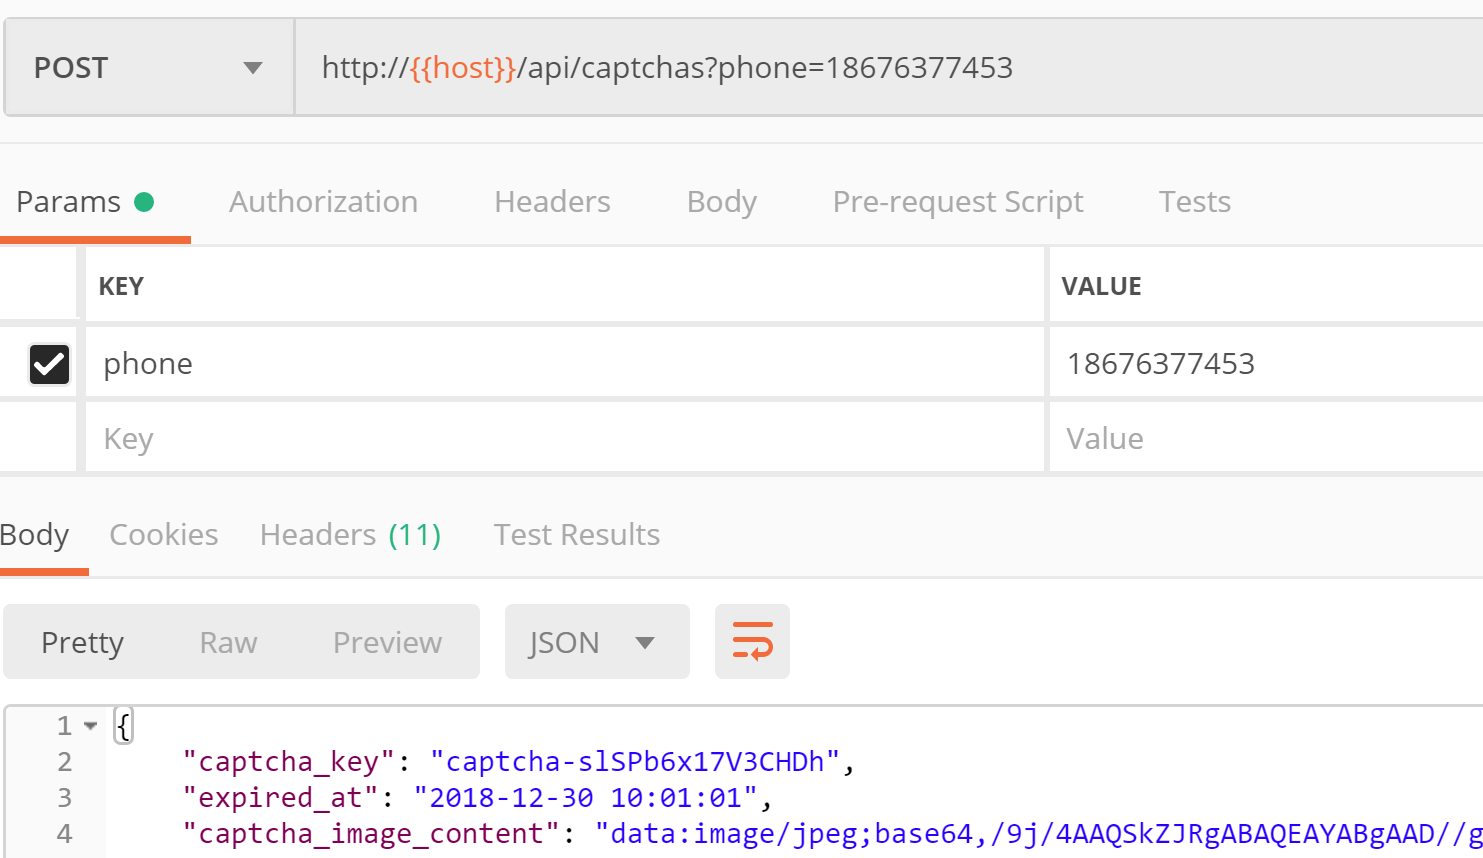 POST http://{{host}}/api/captchas?phone=18676377453
Params Authorization Headers Body Pre-request Script Tests
KEY VALUE
phone 18676377453
Key Value
Body Cookies Headers (11) Test Results
Pretty Raw Preview JSON
1 {
2 "captcha_key": "captcha-slSPb6x17V3CHDh",
3 "expired_at": "2018-12-30 10:01:01",
4 "captcha_image_content": "data:image/jpeg;base64,/9j/4AAQSkZJRgABAQEAYABgAAD//g